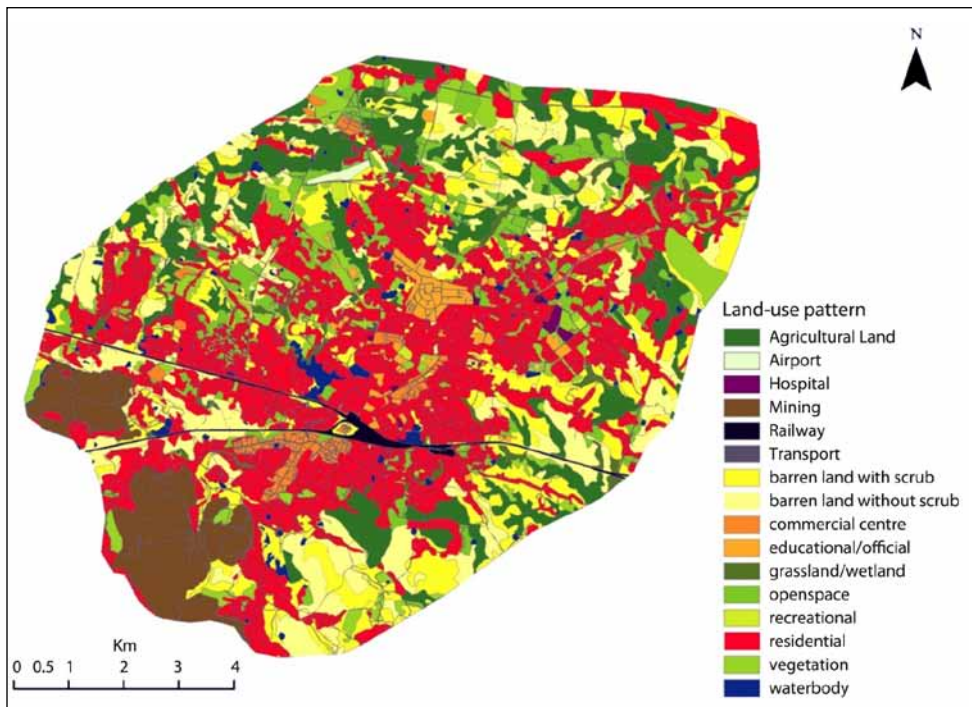 N
Land-use pattern
Agricultural Land
Airport
Hospital
Mining
Railway
Transport
barren land with scrub
barren land without scrub
commercial centre
educational/official
grassland/wetland
openspace
recreational
residential
vegetation
waterbody
Km
0 0.5 1 2 3 4